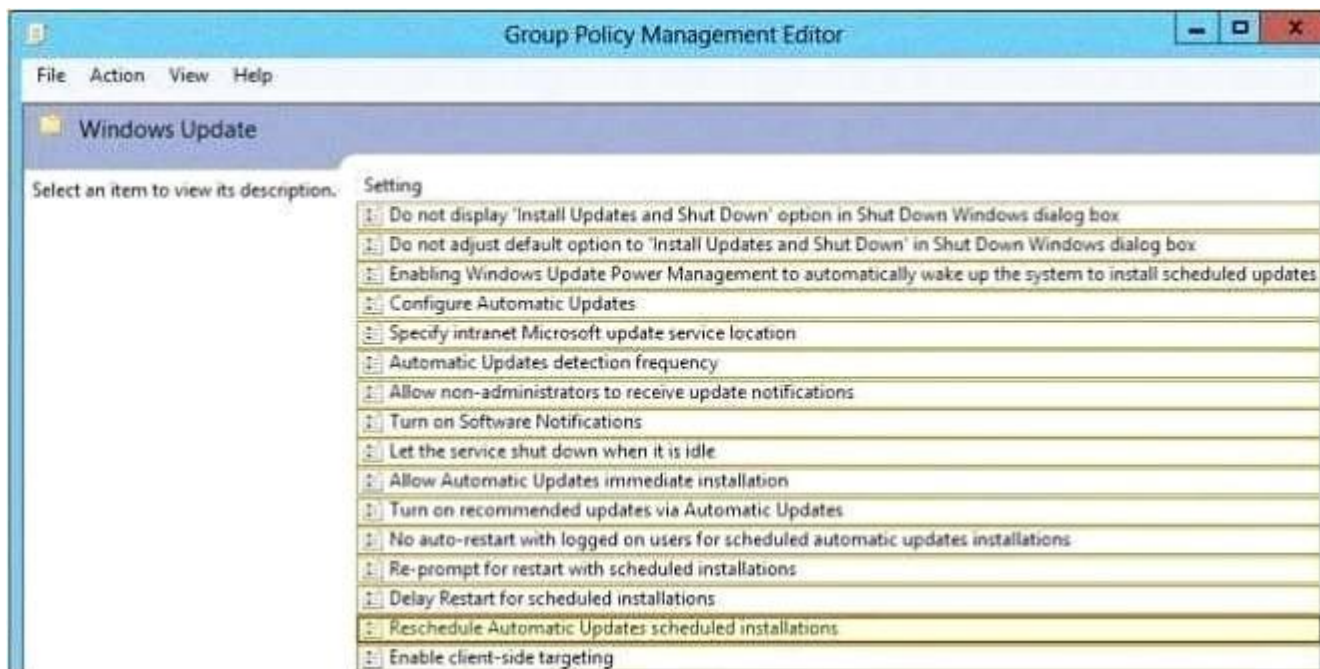 Group Policy Management Editor
File Action View Help
Windows Update
Select an item to view its description.
Setting
Do not display 'Install Updates and Shut Down' option in Shut Down Windows dialog box
Do not adjust default option to 'Install Updates and Shut Down' in Shut Down Windows dialog box
Enabling Windows Update Power Management to automatically wake up the system to install scheduled updates
Configure Automatic Updates
Specify intranet Microsoft update service location
Automatic Updates detection frequency
Allow non-administrators to receive update notifications
Turn on Software Notifications
Let the service shut down when it is idle
Allow Automatic Updates immediate installation
Turn on recommended updates via Automatic Updates
No auto-restart with logged on users for scheduled automatic updates installations
Re-prompt for restart with scheduled installations
Delay Restart for scheduled installations
Reschedule Automatic Updates scheduled installations
Enable client-side targeting